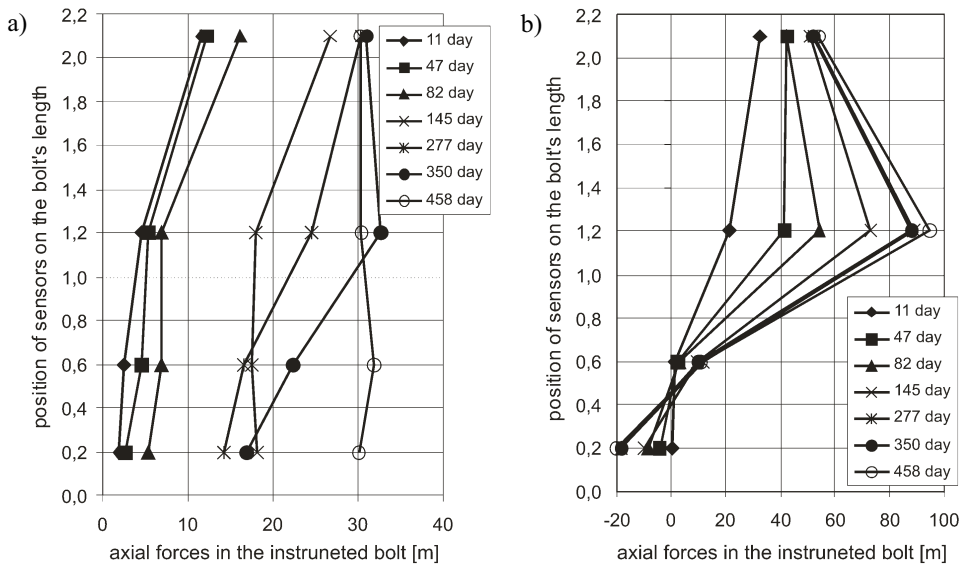 a)
position of sensors on the bolt's length
2,2
2,0
1,8
1,6
1,4
1,2
1,0
0,8
0,6
0,4
0,2
0,0
0
10
20
30
40
axial forces in the instruneted bolt [m]
11 day
47 day
82 day
145 day
277 day
350 day
458 day
b)
position of sensors on the bolt's length
2,2
2,0
1,8
1,6
1,4
1,2
1,0
0,8
0,6
0,4
0,2
0,0
-20
0
20
40
60
80
100
axial forces in the instruneted bolt [m]
11 day
47 day
82 day
145 day
277 day
350 day
458 day